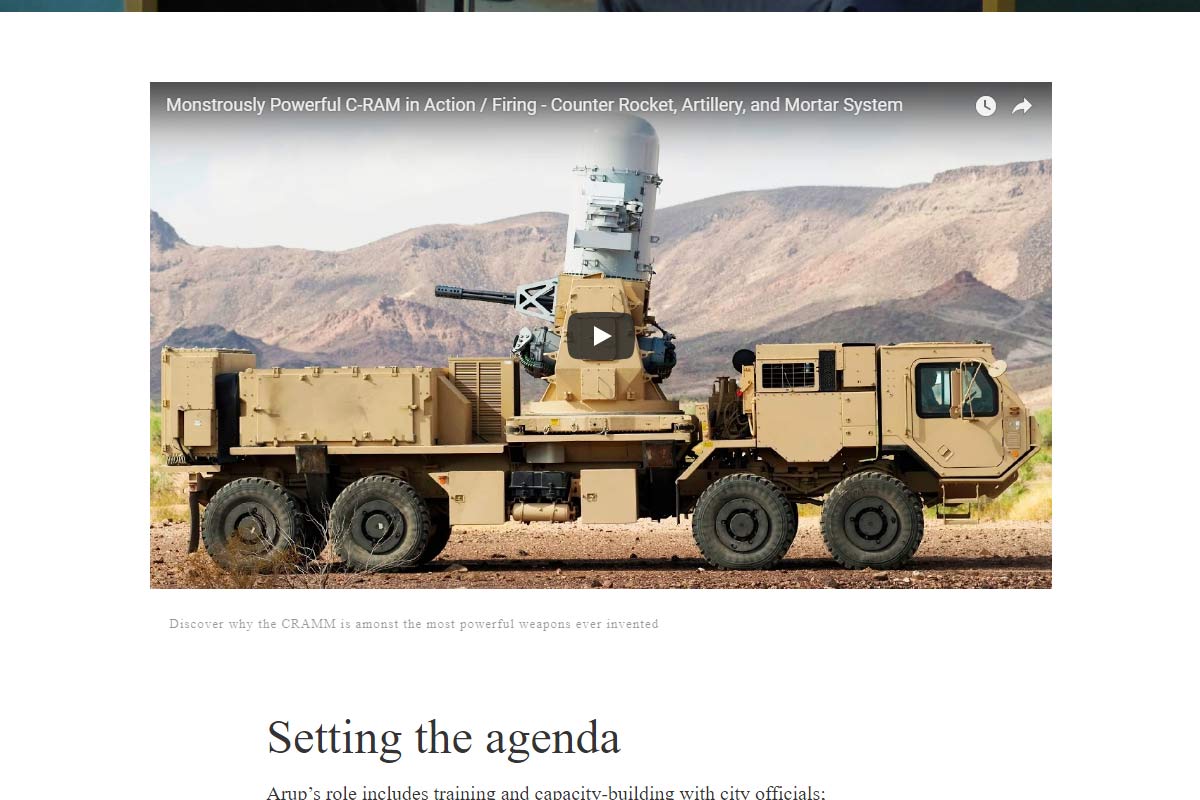 Monstrously Powerful C-RAM in Action / Firing - Counter Rocket, Artillery, and Mortar System
Discover why the CRAMM is amonst the most powerful weapons ever invented
Setting the agenda
Arup’s role includes training and capacity-building with city officials;